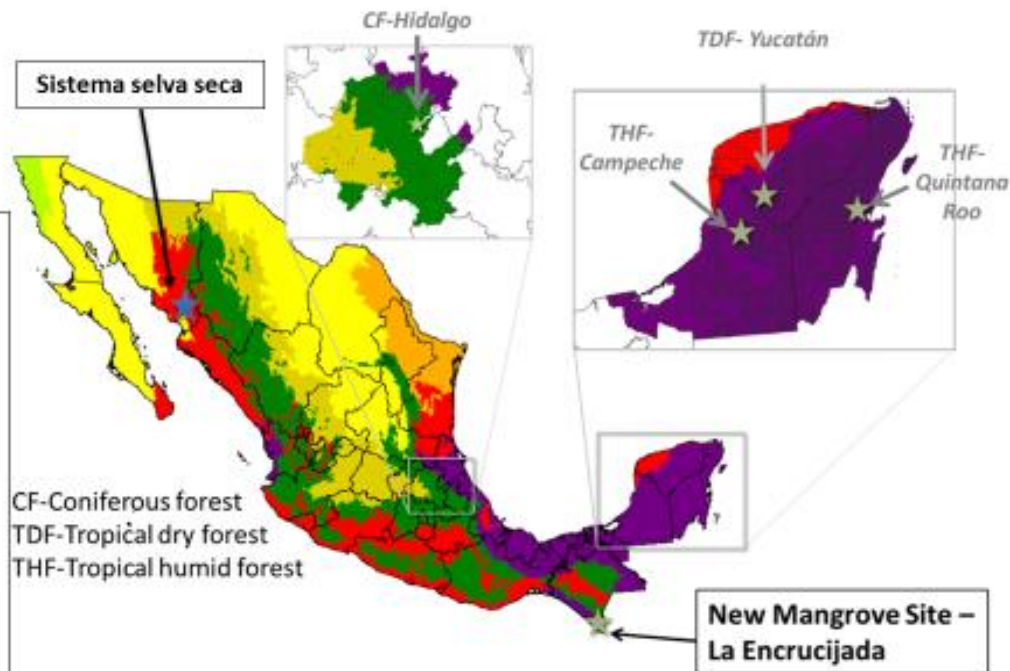 CF-Hidalgo
TDF- Yucatán
Sistema selva seca
THF-
Campeche
THF-
Quintana
Roo
CF-Coniferous forest
TDF-Tropical dry forest
THF-Tropical humid forest
New Mangrove Site –
La Encrucijada